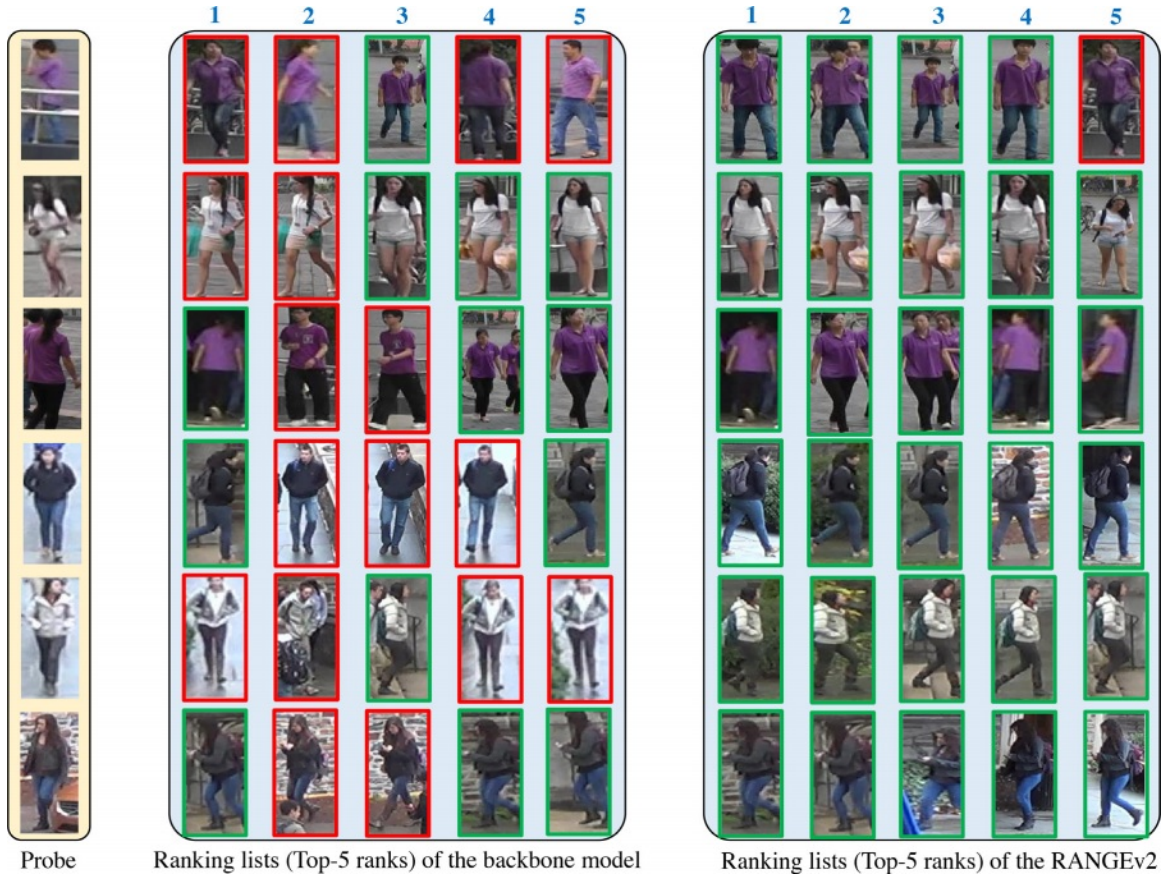 1 2 3 4 5
1 2 3 4 5
Probe
Ranking lists (Top-5 ranks) of the backbone model
Ranking lists (Top-5 ranks) of the RANGEv2